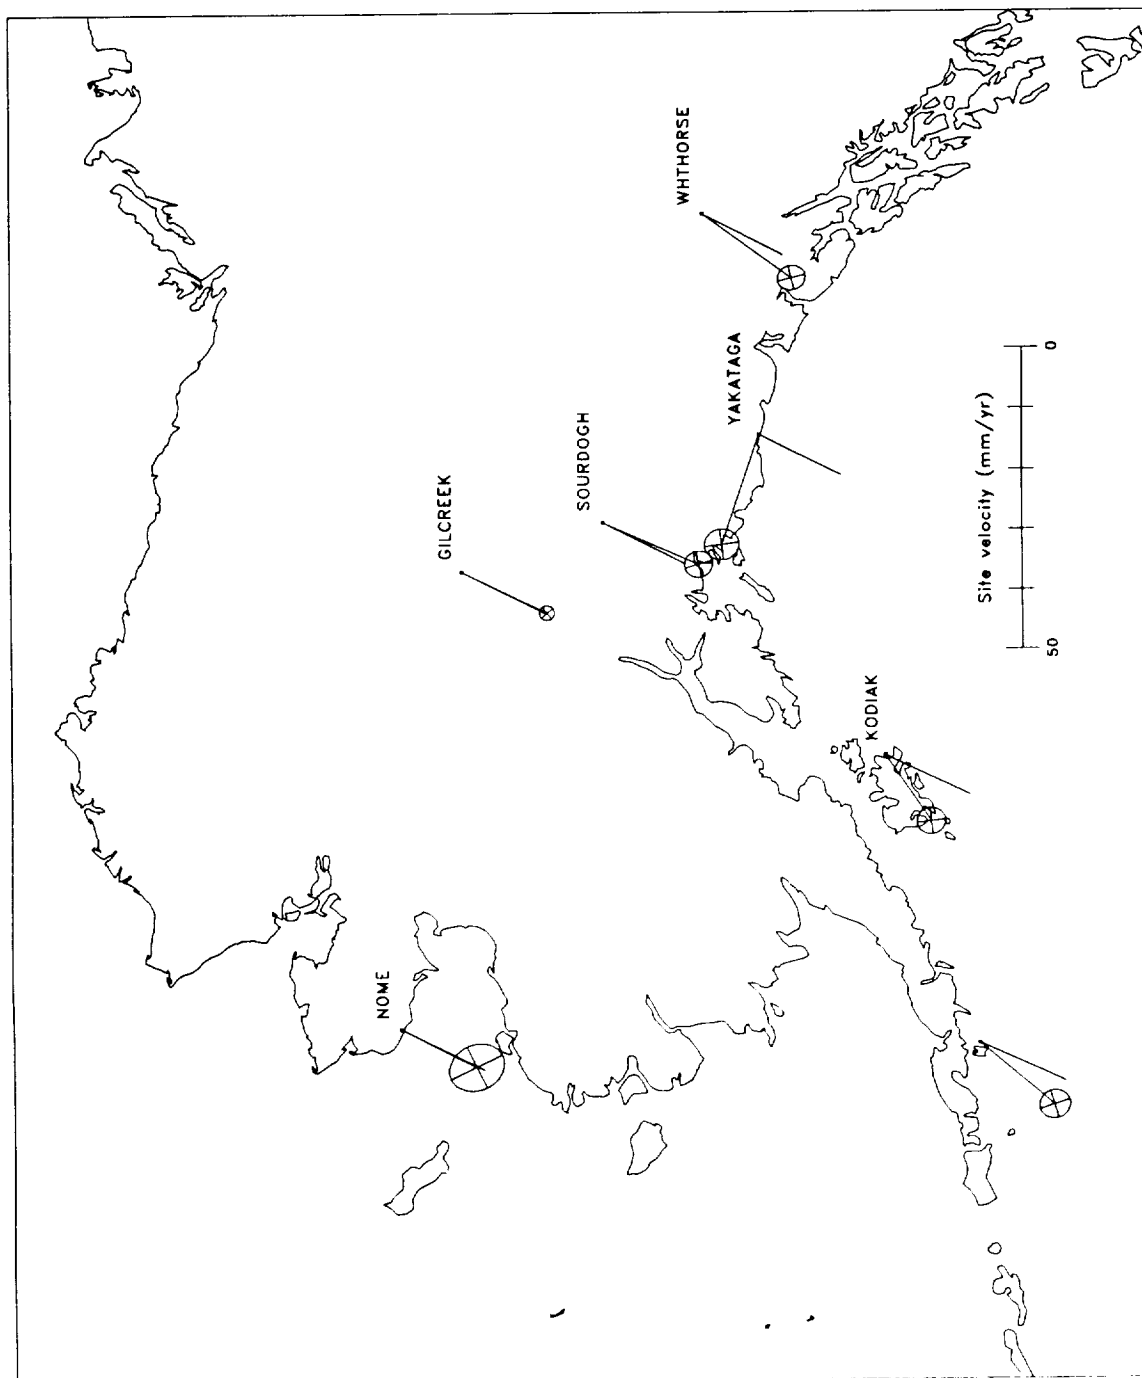 WHTHORSE
YAKATAGA
SOURDOGH
GILCREEK
KODIAK
NOME
Site velocity (mm/yr)
50
0